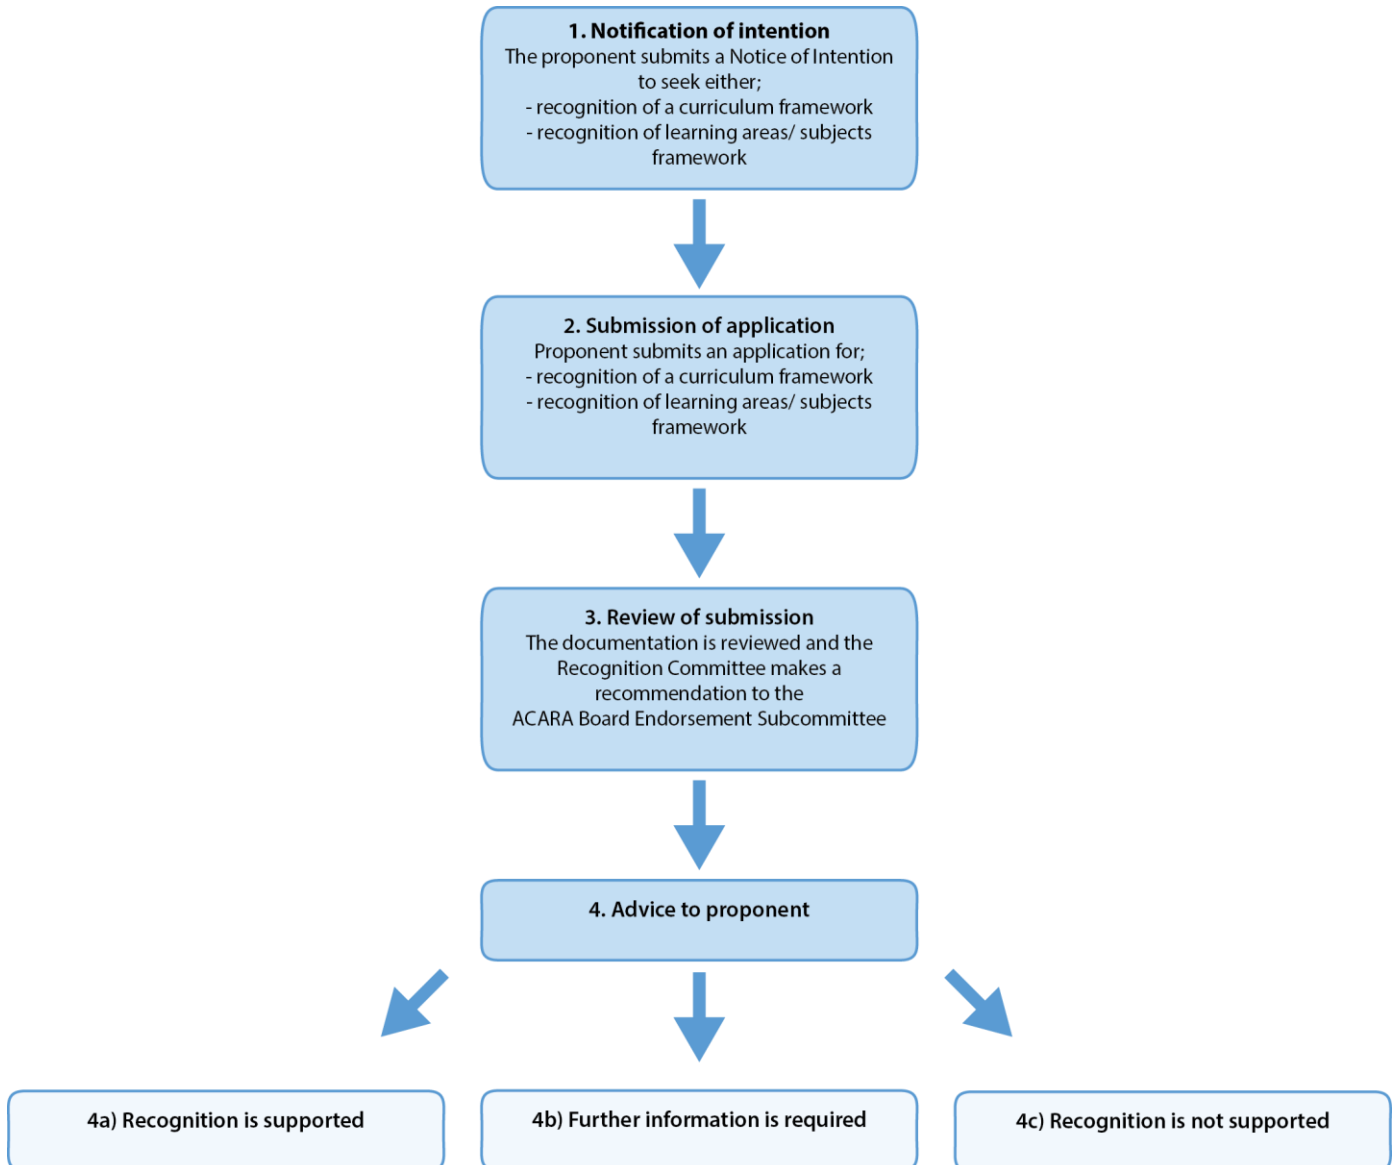 1. Notification of intention
The proponent submits a Notice of Intention
to seek either;
- recognition of a curriculum framework
- recognition of learning areas/ subjects
framework
2. Submission of application
Proponent submits an application for;
- recognition of a curriculum framework
- recognition of learning areas/ subjects
framework
3. Review of submission
The documentation is reviewed and the
Recognition Committee makes a
recommendation to the
ACARA Board Endorsement Subcommittee
4. Advice to proponent
4a) Recognition is supported
4b) Further information is required
4c) Recognition is not supported